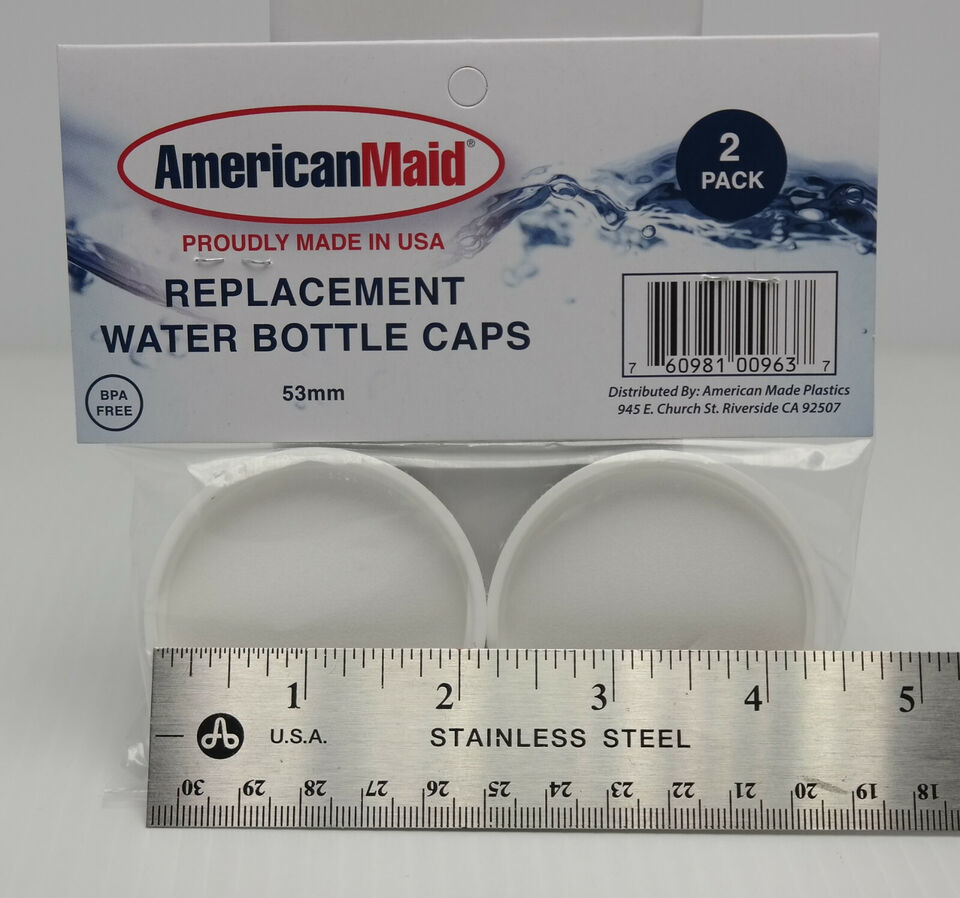 AmericanMaid®
PROUDLY MADE IN USA
REPLACEMENT
WATER BOTTLE CAPS
53mm
BPA
FREE
2
PACK
7 60981 00963 7
Distributed By: American Made Plastics
945 E. Church St. Riverside CA 92507
1 2 3 4 5
U.S.A. STAINLESS STEEL
30 29 28 27 26 25 24 23 22 21 20 19 18